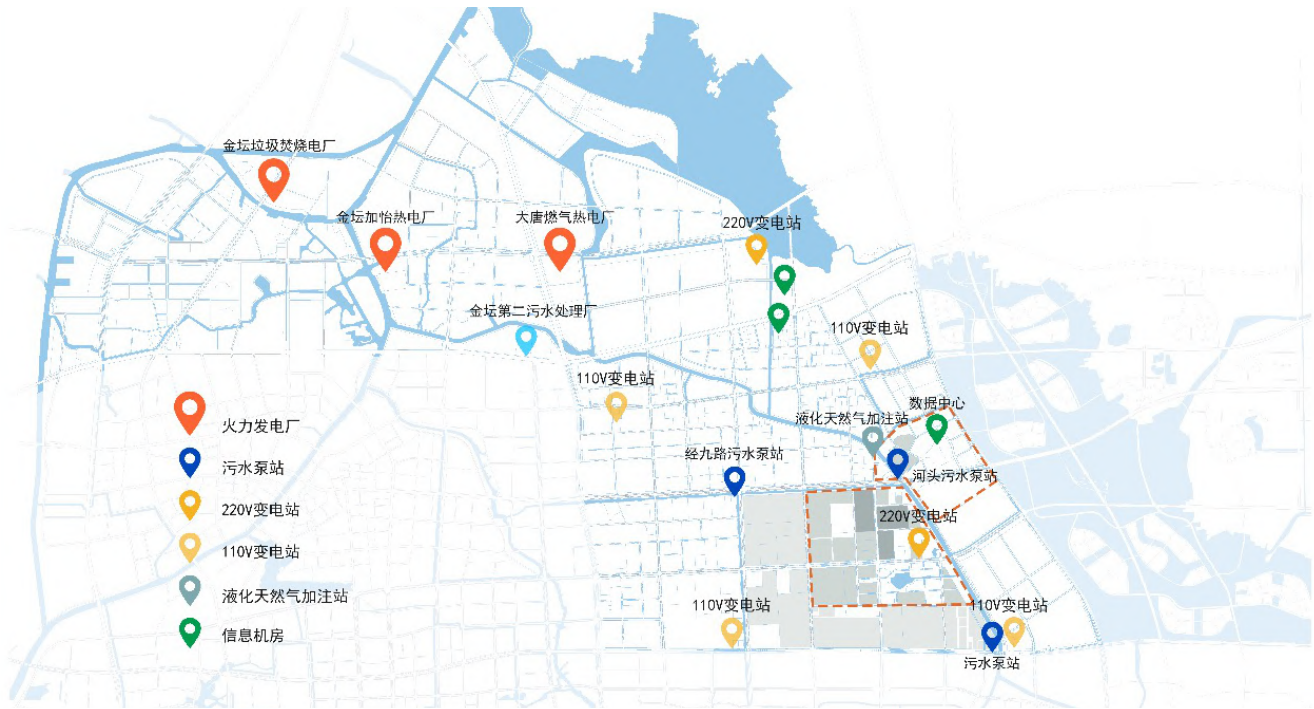 金坛垃圾焚烧电厂
金坛加怡热电厂
大唐燃气热电厂
220V变电站
金坛第二污水处理厂
110V变电站
110V变电站
数据中心
液化天然气加注站
经九路污水泵站
河头污水泵站
220V变电站
110V变电站
110V变电站
污水泵站
火力发电厂
污水泵站
220V变电站
110V变电站
液化天然气加注站
信息机房